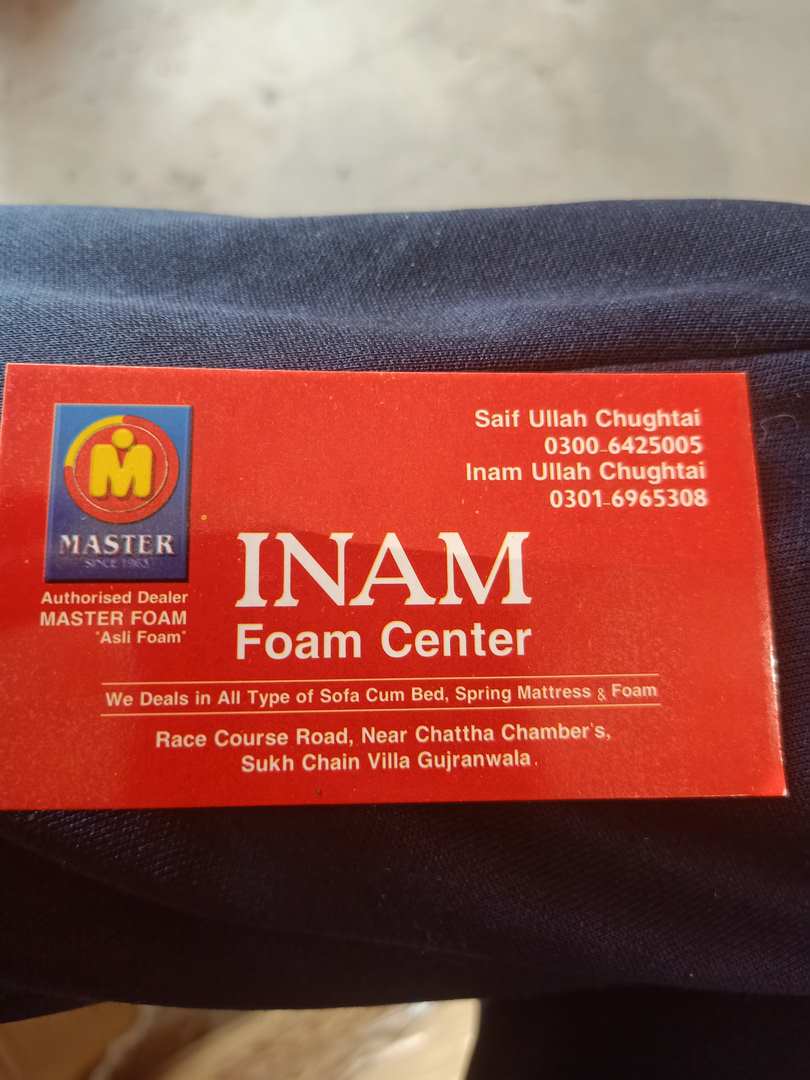 Saif Ullah Chughtai
0300-6425005
Inam Ullah Chughtai
0301-6965308
M
MASTER
SINCE 1963
Authorised Dealer
MASTER FOAM
"Asli Foam"
INAM
Foam Center
We Deals in All Type of Sofa Cum Bed, Spring Mattress & Foam
Race Course Road, Near Chattha Chamber's,
Sukh Chain Villa Gujranwala.